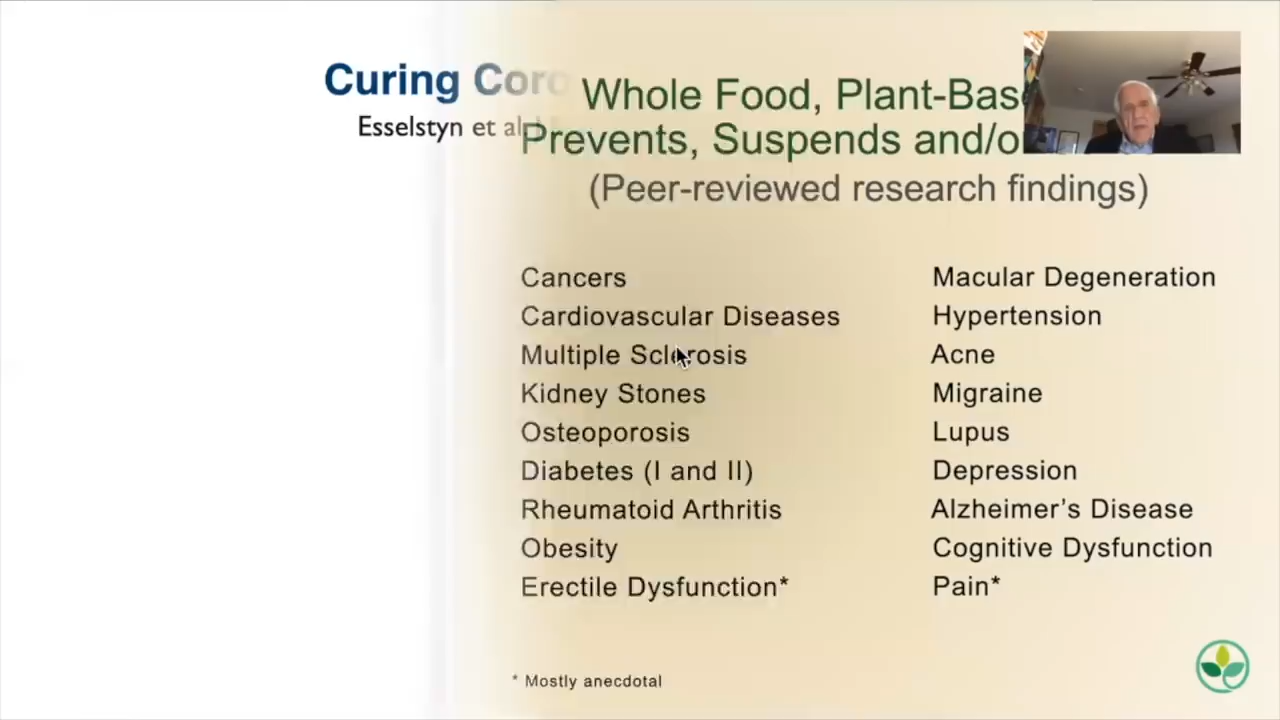 Curing Coro
Esselstyn et al
Whole Food, Plant-Bas
Prevents, Suspends and/o
(Peer-reviewed research findings)
Cancers
Cardiovascular Diseases
Multiple Sclerosis
Kidney Stones
Osteoporosis
Diabetes (I and II)
Rheumatoid Arthritis
Obesity
Erectile Dysfunction*
Macular Degeneration
Hypertension
Acne
Migraine
Lupus
Depression
Alzheimer’s Disease
Cognitive Dysfunction
Pain*
* Mostly anecdotal